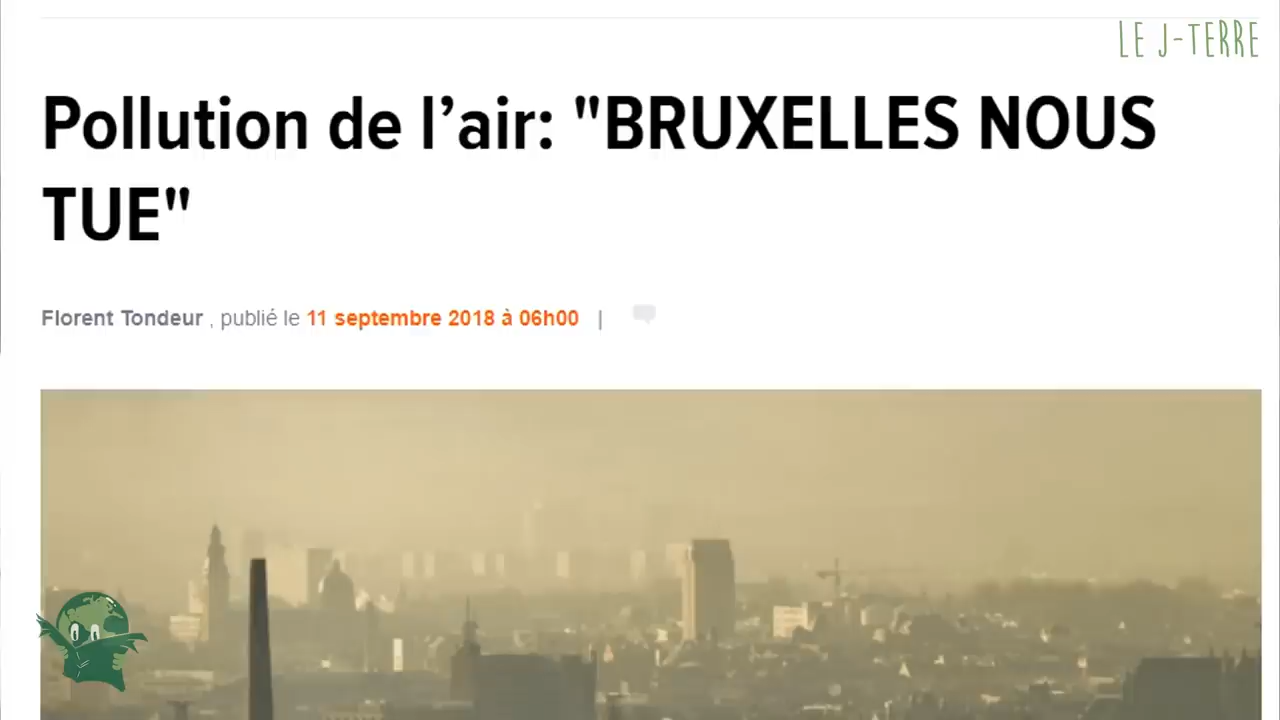 LE J-TERRE
Pollution de l’air: "BRUXELLES NOUS
TUE"
Florent Tondeur , publié le 11 septembre 2018 à 06h00 |